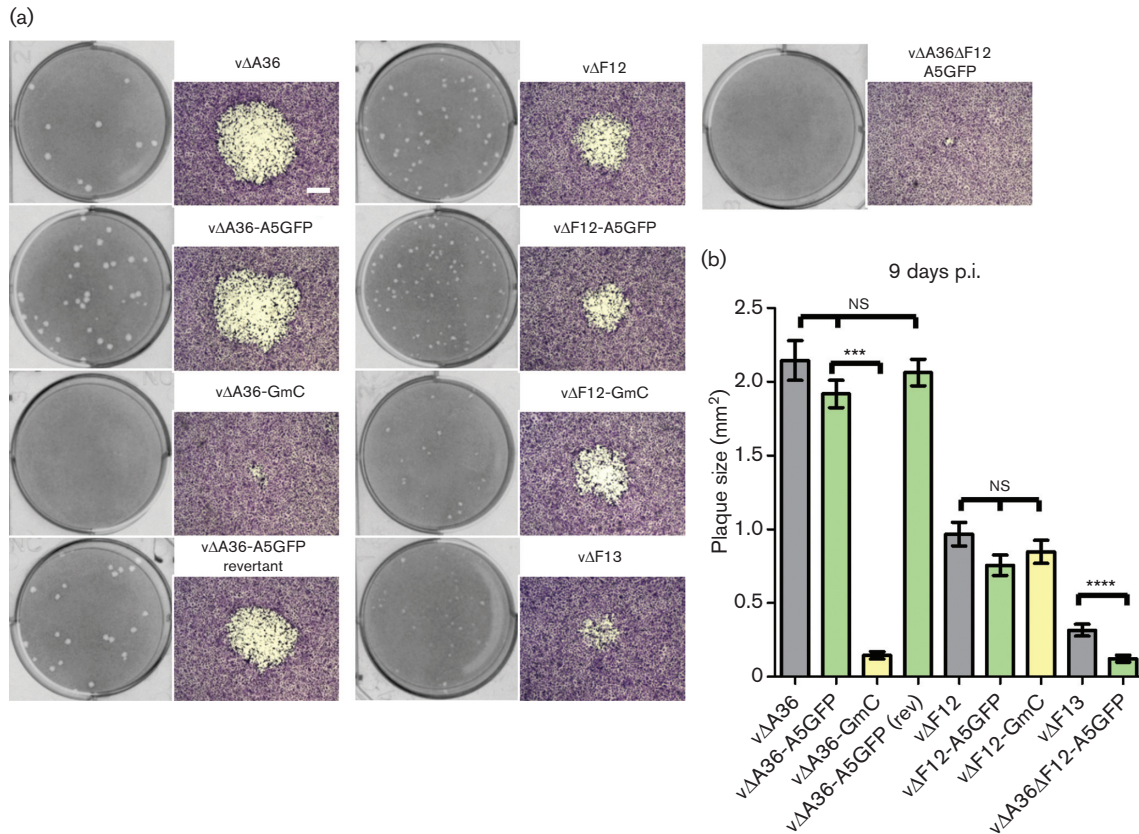 (a)
vΔA36
vΔF12
vΔA36ΔF12
A5GFP
vΔA36-A5GFP
vΔF12-A5GFP
vΔA36-GmC
vΔF12-GmC
vΔA36-A5GFP
revertant
vΔF13
(b)
9 days p.i.
Plaque size (mm²)
2.5
2.0
1.5
1.0
0.5
0
NS
***
NS
****
vΔA36
vΔA36-A5GFP
vΔA36-GmC
vΔA36-A5GFP (rev)
vΔF12
vΔF12-A5GFP
vΔF12-GmC
vΔF13
vΔA36ΔF12-A5GFP